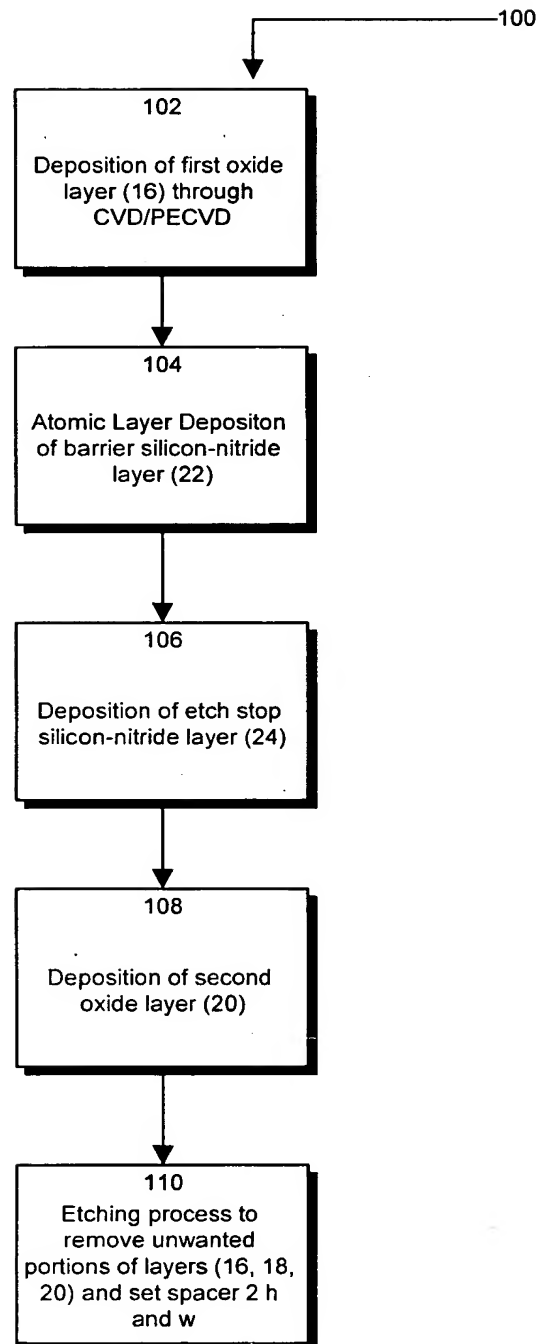 100
102
Deposition of first oxide
layer (16) through
CVD/PECVD
104
Atomic Layer Depositon
of barrier silicon-nitride
layer (22)
106
Deposition of etch stop
silicon-nitride layer (24)
108
Deposition of second
oxide layer (20)
110
Etching process to
remove unwanted
portions of layers (16, 18,
20) and set spacer 2 h
and w